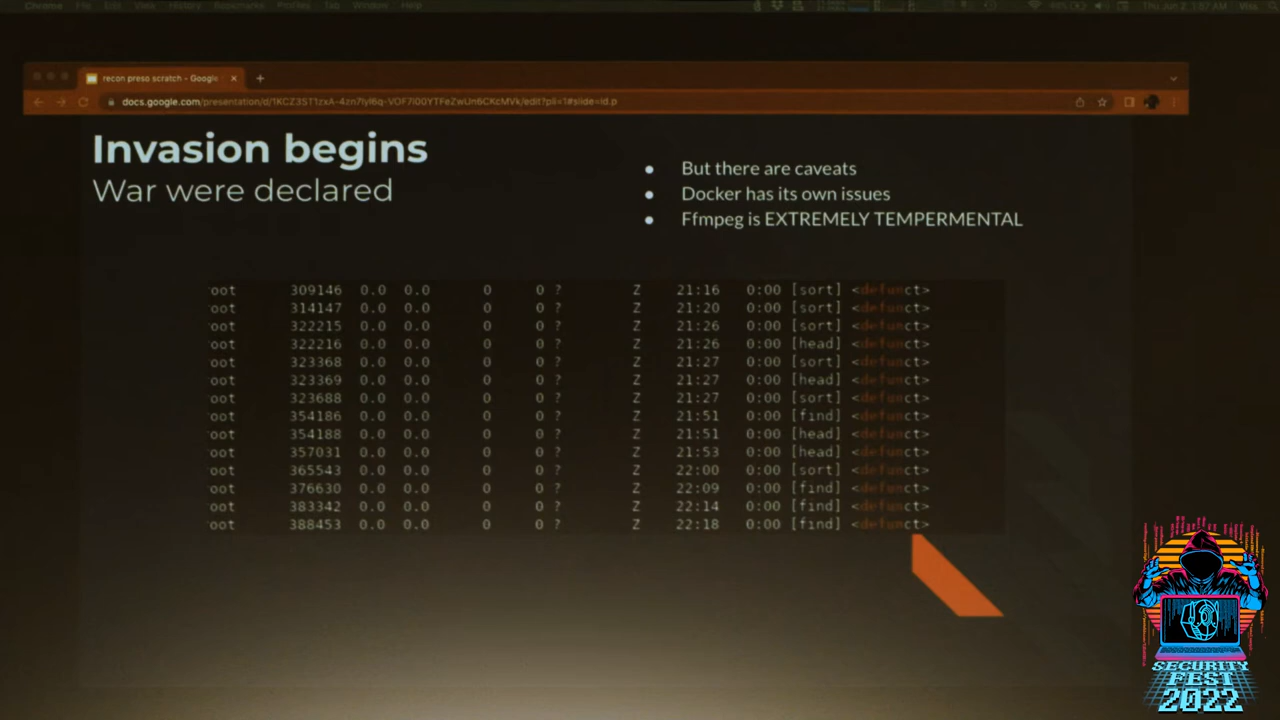 Chrome File Edit View History Bookmarks Profiles Tab Window Help
recon preso scratch - Google
Invasion begins
War were declared
• But there are caveats
• Docker has its own issues
• Ffmpeg is EXTREMELY TEMPERMENTAL
oot 309146 0.0 0.0 0 0 ? Z 21:16 0:00 [sort] <defunct>
oot 314147 0.0 0.0 0 0 ? Z 21:20 0:00 [sort] <defunct>
oot 322215 0.0 0.0 0 0 ? Z 21:26 0:00 [sort] <defunct>
oot 322216 0.0 0.0 0 0 ? Z 21:26 0:00 [head] <defunct>
oot 323368 0.0 0.0 0 0 ? Z 21:27 0:00 [sort] <defunct>
oot 323369 0.0 0.0 0 0 ? Z 21:27 0:00 [head] <defunct>
oot 323688 0.0 0.0 0 0 ? Z 21:27 0:00 [sort] <defunct>
oot 354186 0.0 0.0 0 0 ? Z 21:51 0:00 [find] <defunct>
oot 354188 0.0 0.0 0 0 ? Z 21:51 0:00 [head] <defunct>
oot 357031 0.0 0.0 0 0 ? Z 21:53 0:00 [head] <defunct>
oot 365543 0.0 0.0 0 0 ? Z 22:00 0:00 [sort] <defunct>
oot 376630 0.0 0.0 0 0 ? Z 22:09 0:00 [find] <defunct>
oot 383342 0.0 0.0 0 0 ? Z 22:14 0:00 [find] <defunct>
oot 388453 0.0 0.0 0 0 ? Z 22:18 0:00 [find] <defunct>
SECURITY
FEST
2022